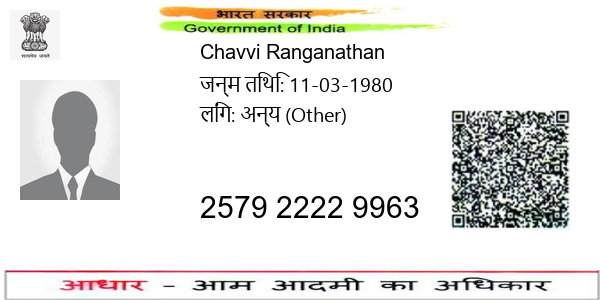 भारत सरकार
Government of India
सत्यमेव जयते
Chavvi Ranganathan
जन्म तिथि: 11-03-1980
लिंग: अन्य (Other)
2579 2222 9963
आधार - आम आदमी का अधिकार